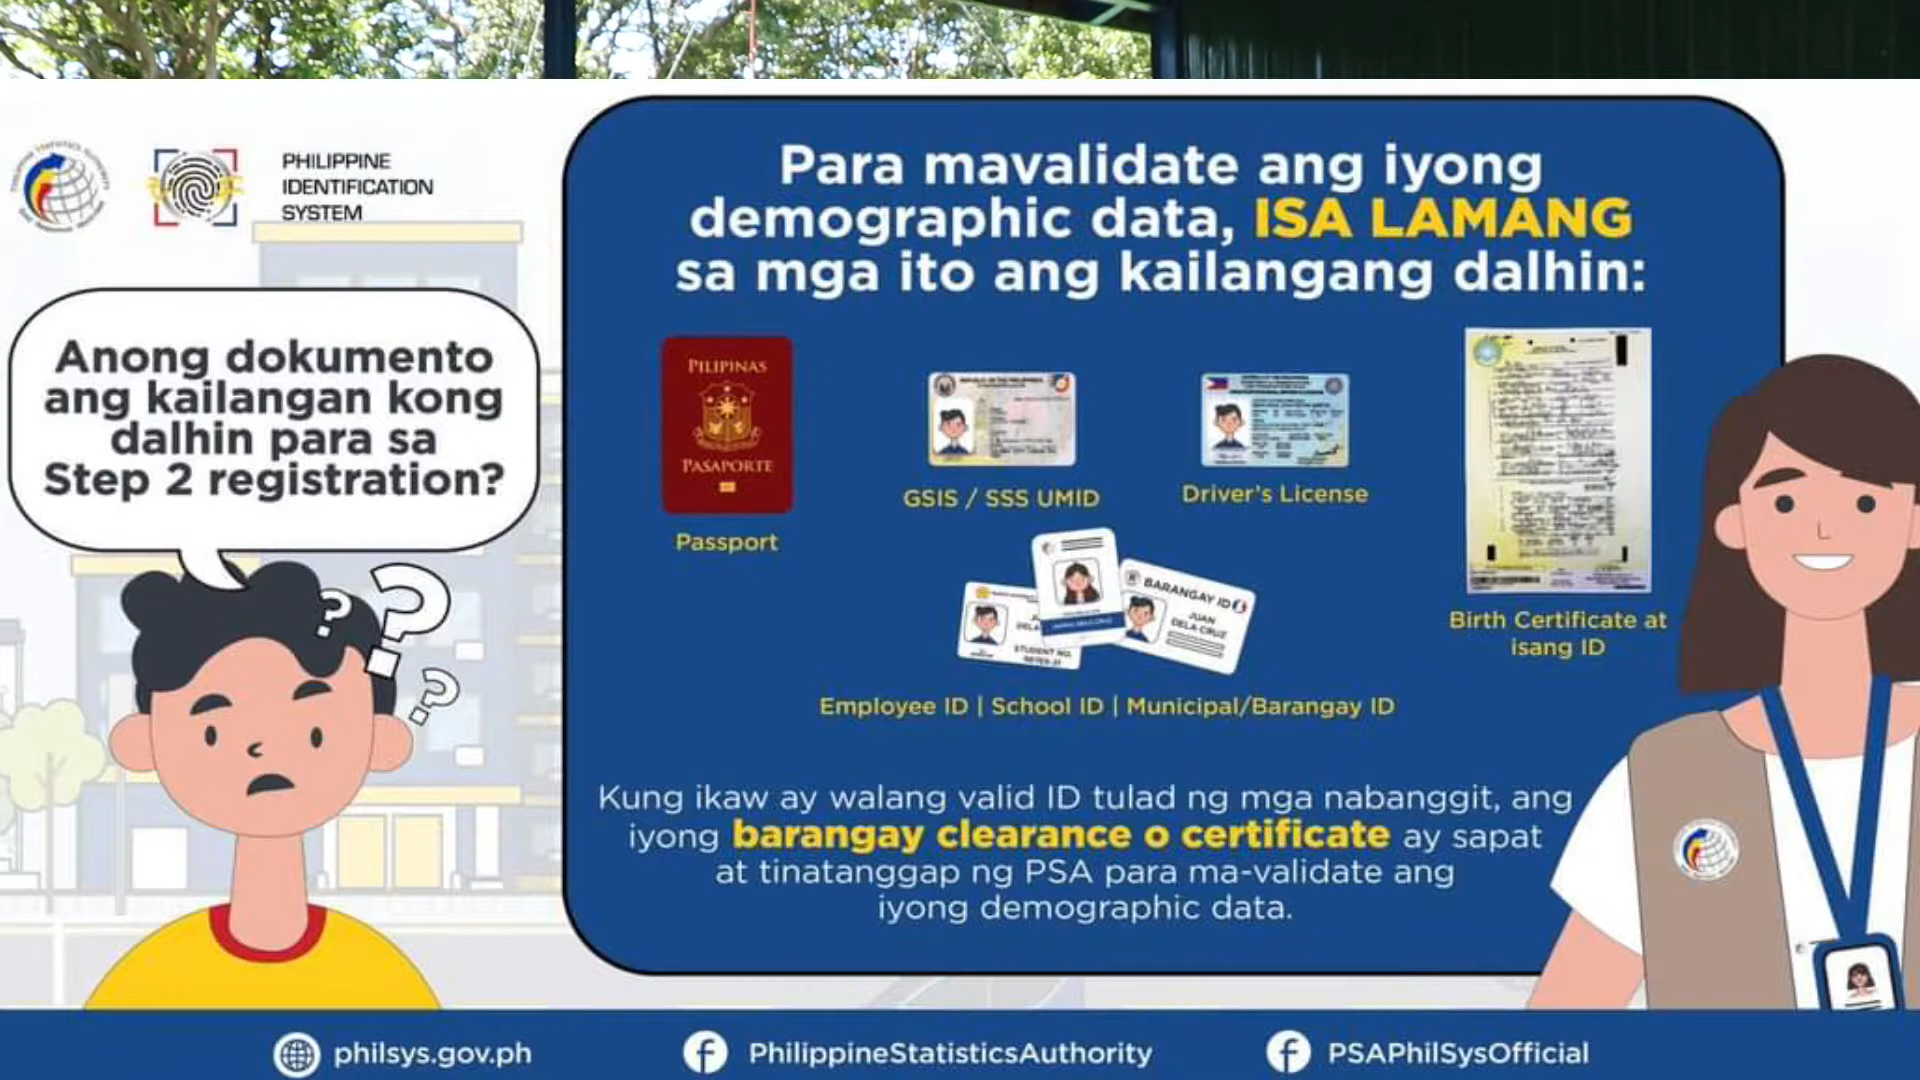 PHILIPPINE
IDENTIFICATION
SYSTEM
Anong dokumento
ang kailangan kong
dalhin para sa
Step 2 registration?
Para mavalidate ang iyong
demographic data, ISA LAMANG
sa mga ito ang kailangang dalhin:
PILIPINAS
PASAPORTE
Passport
GSIS / SSS UMID
Driver's License
Birth Certificate at
isang ID
STUDENT NO.
BARANGAY ID
JUAN
DELA CRUZ
Employee ID | School ID | Municipal/Barangay ID
Kung ikaw ay walang valid ID tulad ng mga nabanggit, ang
iyong barangay clearance o certificate ay sapat
at tinatanggap ng PSA para ma-validate ang
iyong demographic data.
philsys.gov.ph
PhilippineStatisticsAuthority
PSAPhilSysOfficial